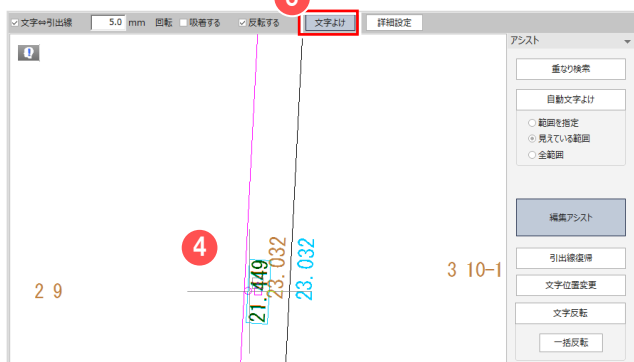 ☑文字⇔引出線 5.0 mm 回転 □吸着する ☑反転する 文字よけ 詳細設定
アシスト
重なり検索
自動文字よけ
範囲を指定
見えている範囲
全範囲
編集アシスト
引出線復帰
文字位置変更
文字反転
一括反転
4
21.449
23.032
23.032
2 9
3 10-1